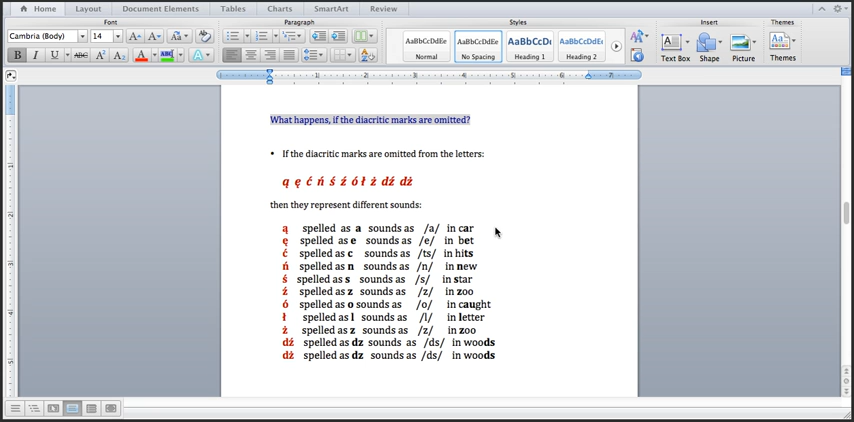 Home Layout Document Elements Tables Charts SmartArt Review
Font Paragraph Styles Insert Themes
Cambria (Body) 14 A A Aa
B I U ABC A² A₂ A ABC A
AaBbCcDdEe AaBbCcDdEe AaBbCcDc AaBbCcDdEe
Normal No Spacing Heading 1 Heading 2 Text Box Shape Picture Themes
What happens, if the diacritic marks are omitted?
• If the diacritic marks are omitted from the letters:
ą ę ć ń ś ź ó ł ż dź dż
then they represent different sounds:
ą spelled as a sounds as /a/ in car
ę spelled as e sounds as /e/ in bet
ć spelled as c sounds as /ts/ in hits
ń spelled as n sounds as /n/ in new
ś spelled as s sounds as /s/ in star
ź spelled as z sounds as /z/ in zoo
ó spelled as o sounds as /o/ in caught
ł spelled as l sounds as /l/ in letter
ż spelled as z sounds as /z/ in zoo
dź spelled as dz sounds as /ds/ in woods
dż spelled as dz sounds as /ds/ in woods